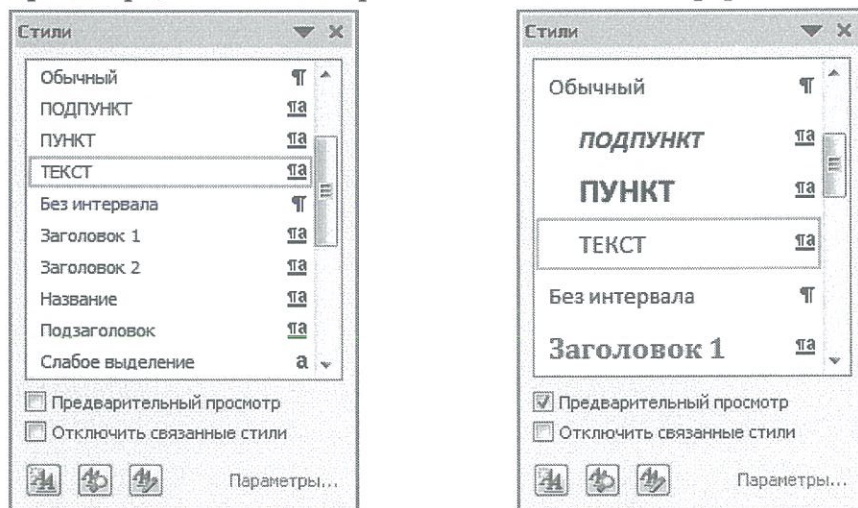 Стили
Обычный ¶
ПОДПУНКТ ¶a
ПУНКТ ¶a
ТЕКСТ ¶a
Без интервала ¶
Заголовок 1 ¶a
Заголовок 2 ¶a
Название ¶a
Подзаголовок ¶a
Слабое выделение a
Предварительный просмотр
Отключить связанные стили
Параметры...
Стили
Обычный ¶
ПОДПУНКТ ¶a
ПУНКТ ¶a
ТЕКСТ ¶a
Без интервала ¶
Заголовок 1 ¶a
Предварительный просмотр
Отключить связанные стили
Параметры...